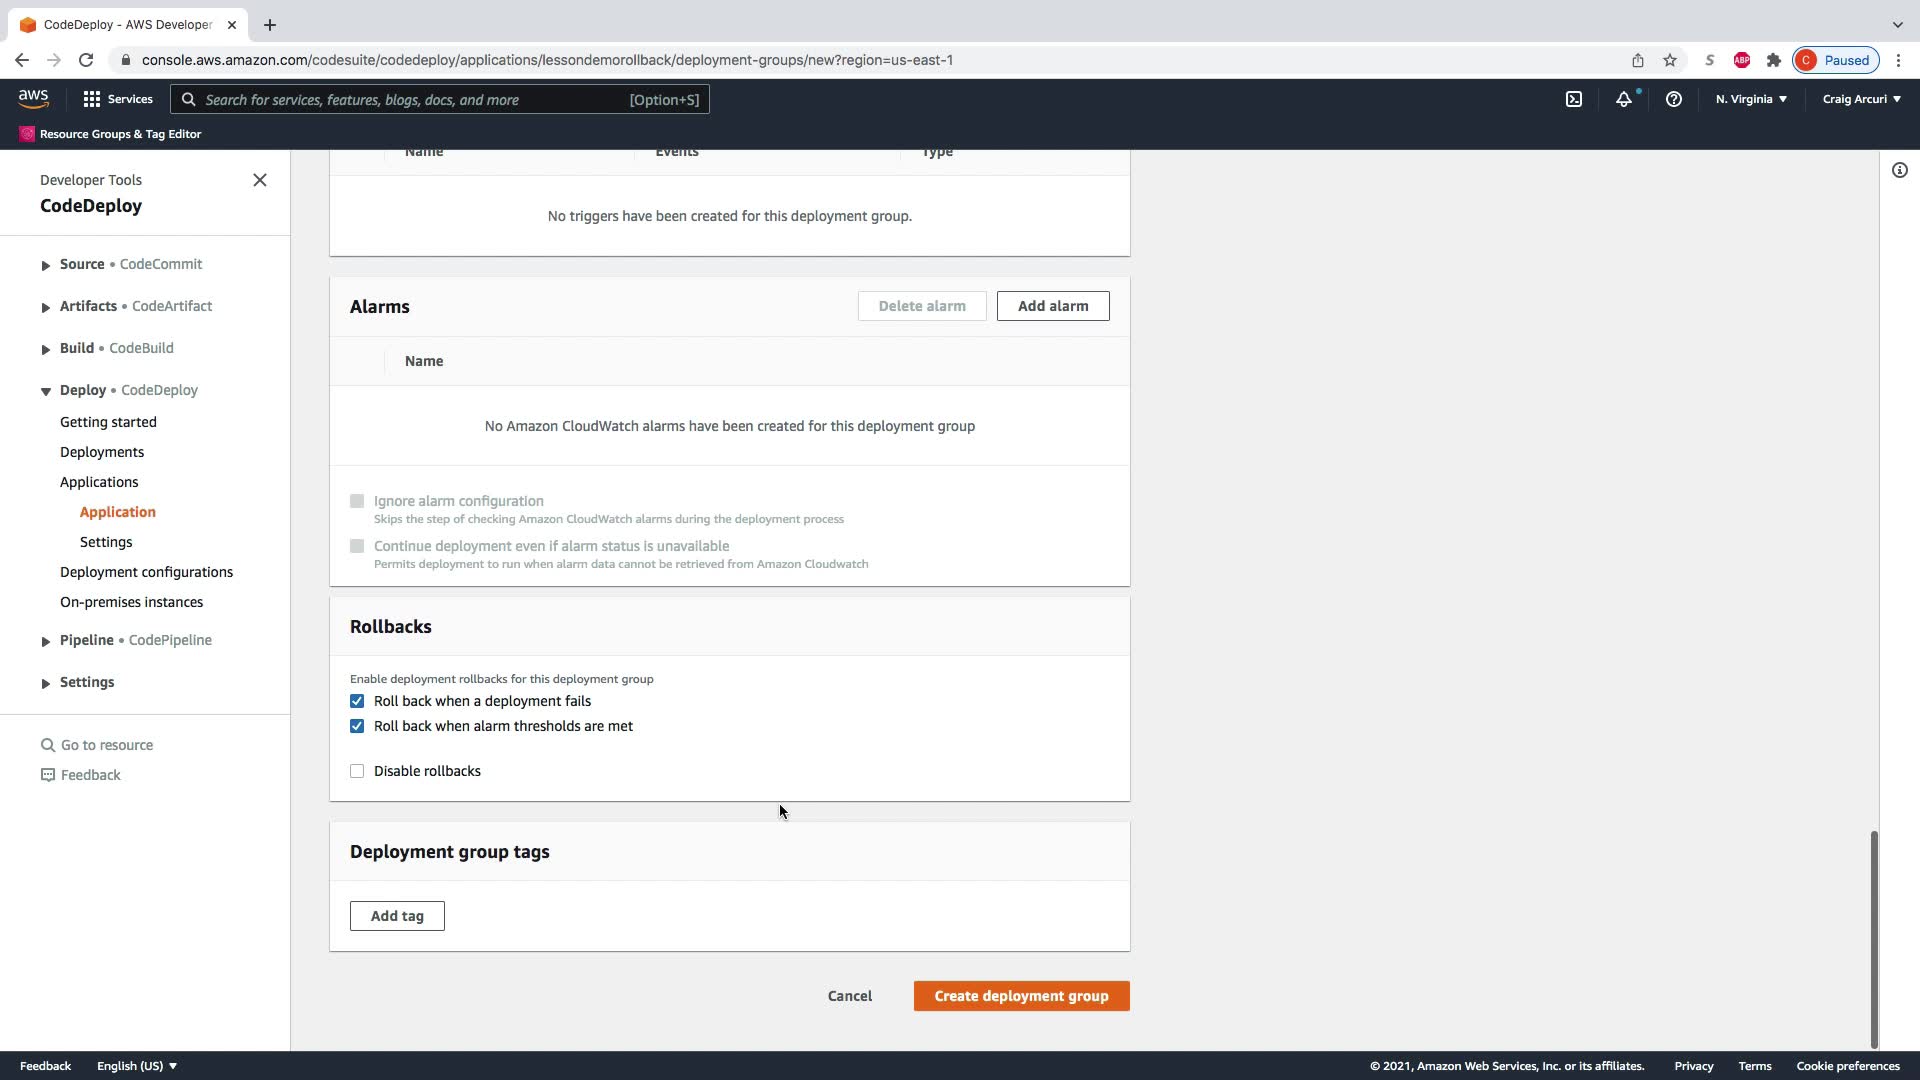 CodeDeploy - AWS Developer
console.aws.amazon.com/codesuite/codedeploy/applications/lessondemorollback/deployment-groups/new?region=us-east-1
S
ABP
C
Paused
aws
Services
Search for services, features, blogs, docs, and more
[Option+S]
N. Virginia
Craig Arcuri
Resource Groups & Tag Editor
Developer Tools
CodeDeploy
Source • CodeCommit
Artifacts • CodeArtifact
Build • CodeBuild
Deploy • CodeDeploy
Getting started
Deployments
Applications
Application
Settings
Deployment configurations
On-premises instances
Pipeline • CodePipeline
Settings
Go to resource
Feedback
Name
Events
Type
No triggers have been created for this deployment group.
Alarms
Delete alarm
Add alarm
Name
No Amazon CloudWatch alarms have been created for this deployment group
Ignore alarm configuration
Skips the step of checking Amazon CloudWatch alarms during the deployment process
Continue deployment even if alarm status is unavailable
Permits deployment to run when alarm data cannot be retrieved from Amazon Cloudwatch
Rollbacks
Enable deployment rollbacks for this deployment group
Roll back when a deployment fails
Roll back when alarm thresholds are met
Disable rollbacks
Deployment group tags
Add tag
Cancel
Create deployment group
Feedback
English (US)
© 2021, Amazon Web Services, Inc. or its affiliates.
Privacy
Terms
Cookie preferences